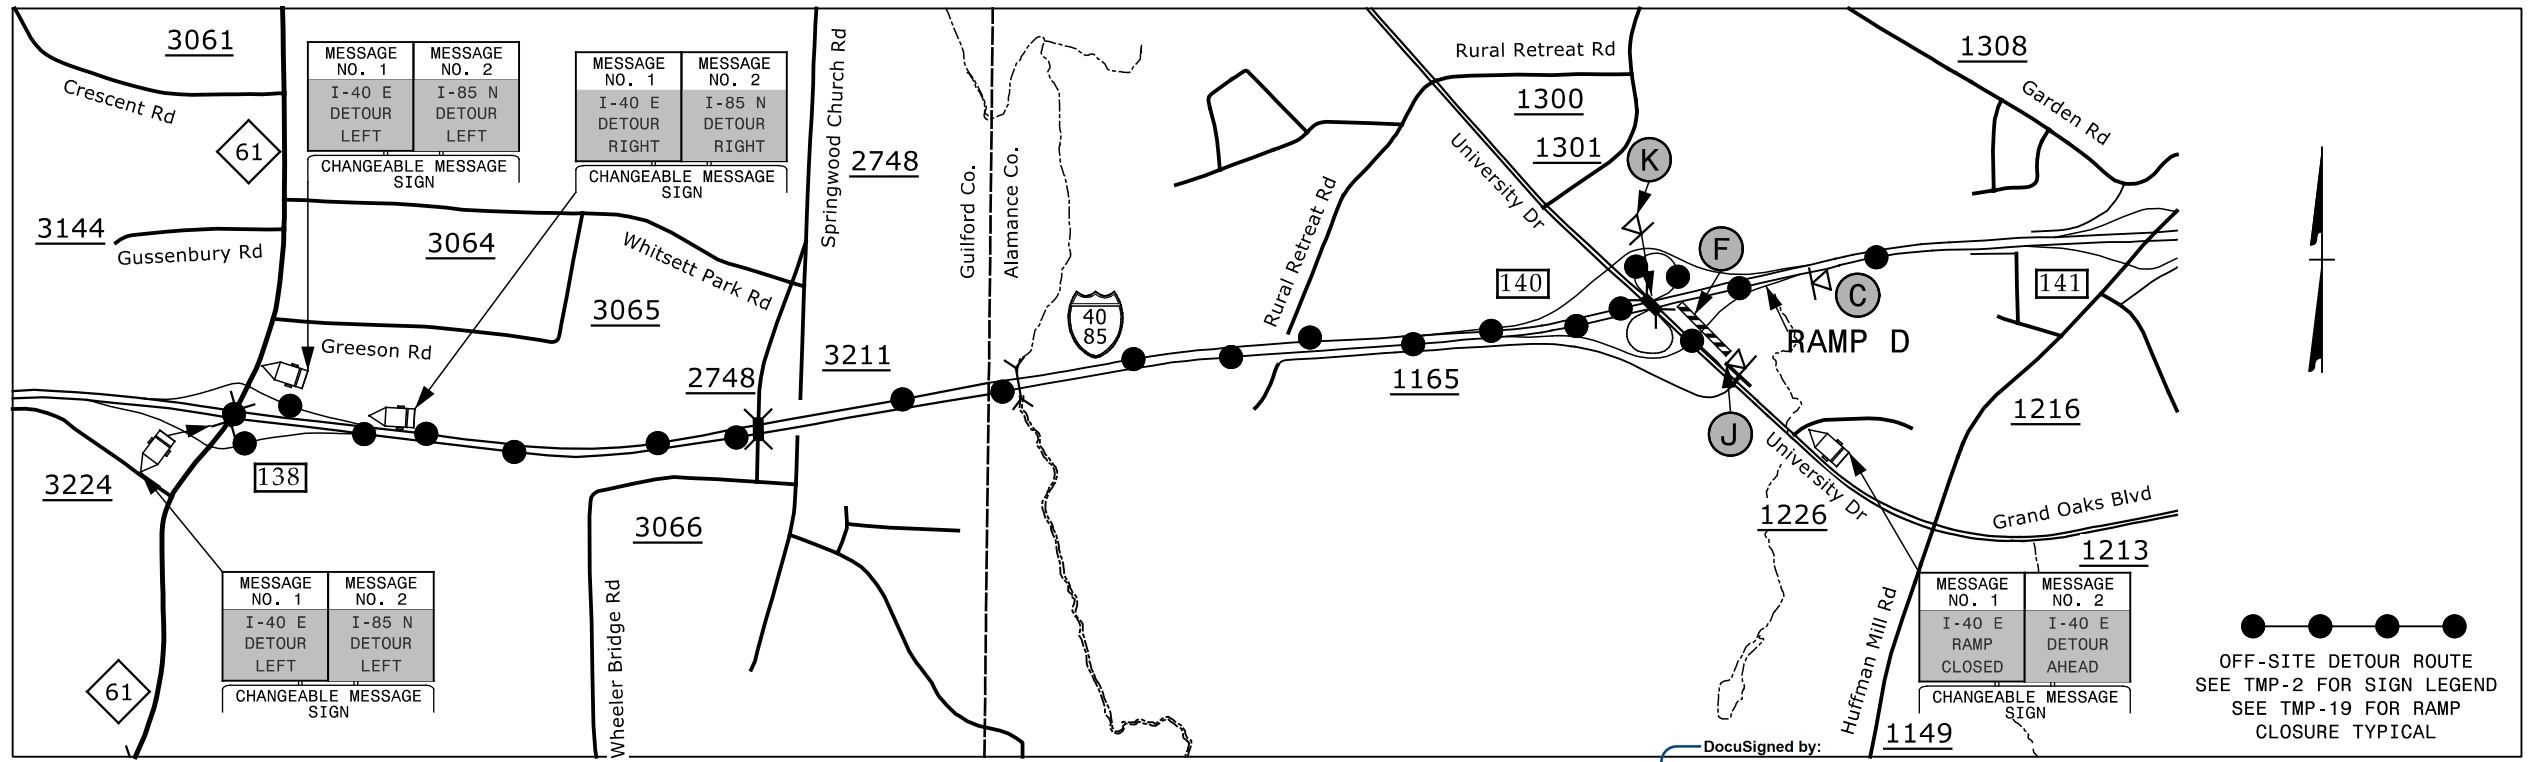 3061
Crescent Rd
61
MESSAGE NO. 1
MESSAGE NO. 2
I-40 E
DETOUR
LEFT
I-85 N
DETOUR
LEFT
CHANGEABLE MESSAGE
SIGN
MESSAGE NO. 1
MESSAGE NO. 2
I-40 E
DETOUR
RIGHT
I-85 N
DETOUR
RIGHT
CHANGEABLE MESSAGE
SIGN
Springwood Church Rd
2748
Guilford Co.
Alamance Co.
3144
Gussenbury Rd
3064
Whitsett Park Rd
3065
Greeson Rd
2748
3211
40
85
Rural Retreat Rd
1300
1301
University Dr
K
F
C
J
Rural Retreat Rd
140
RAMP D
1165
1308
Garden Rd
141
1216
University Dr
1226
Grand Oaks Blvd
1213
3224
138
3066
Wheeler Bridge Rd
61
MESSAGE NO. 1
MESSAGE NO. 2
I-40 E
DETOUR
LEFT
I-85 N
DETOUR
LEFT
CHANGEABLE MESSAGE
SIGN
Huffman Mill Rd
1149
MESSAGE NO. 1
MESSAGE NO. 2
I-40 E
RAMP
CLOSED
I-40 E
DETOUR
AHEAD
CHANGEABLE MESSAGE
SIGN
OFF-SITE DETOUR ROUTE
SEE TMP-2 FOR SIGN LEGEND
SEE TMP-19 FOR RAMP
CLOSURE TYPICAL
DocuSigned by: